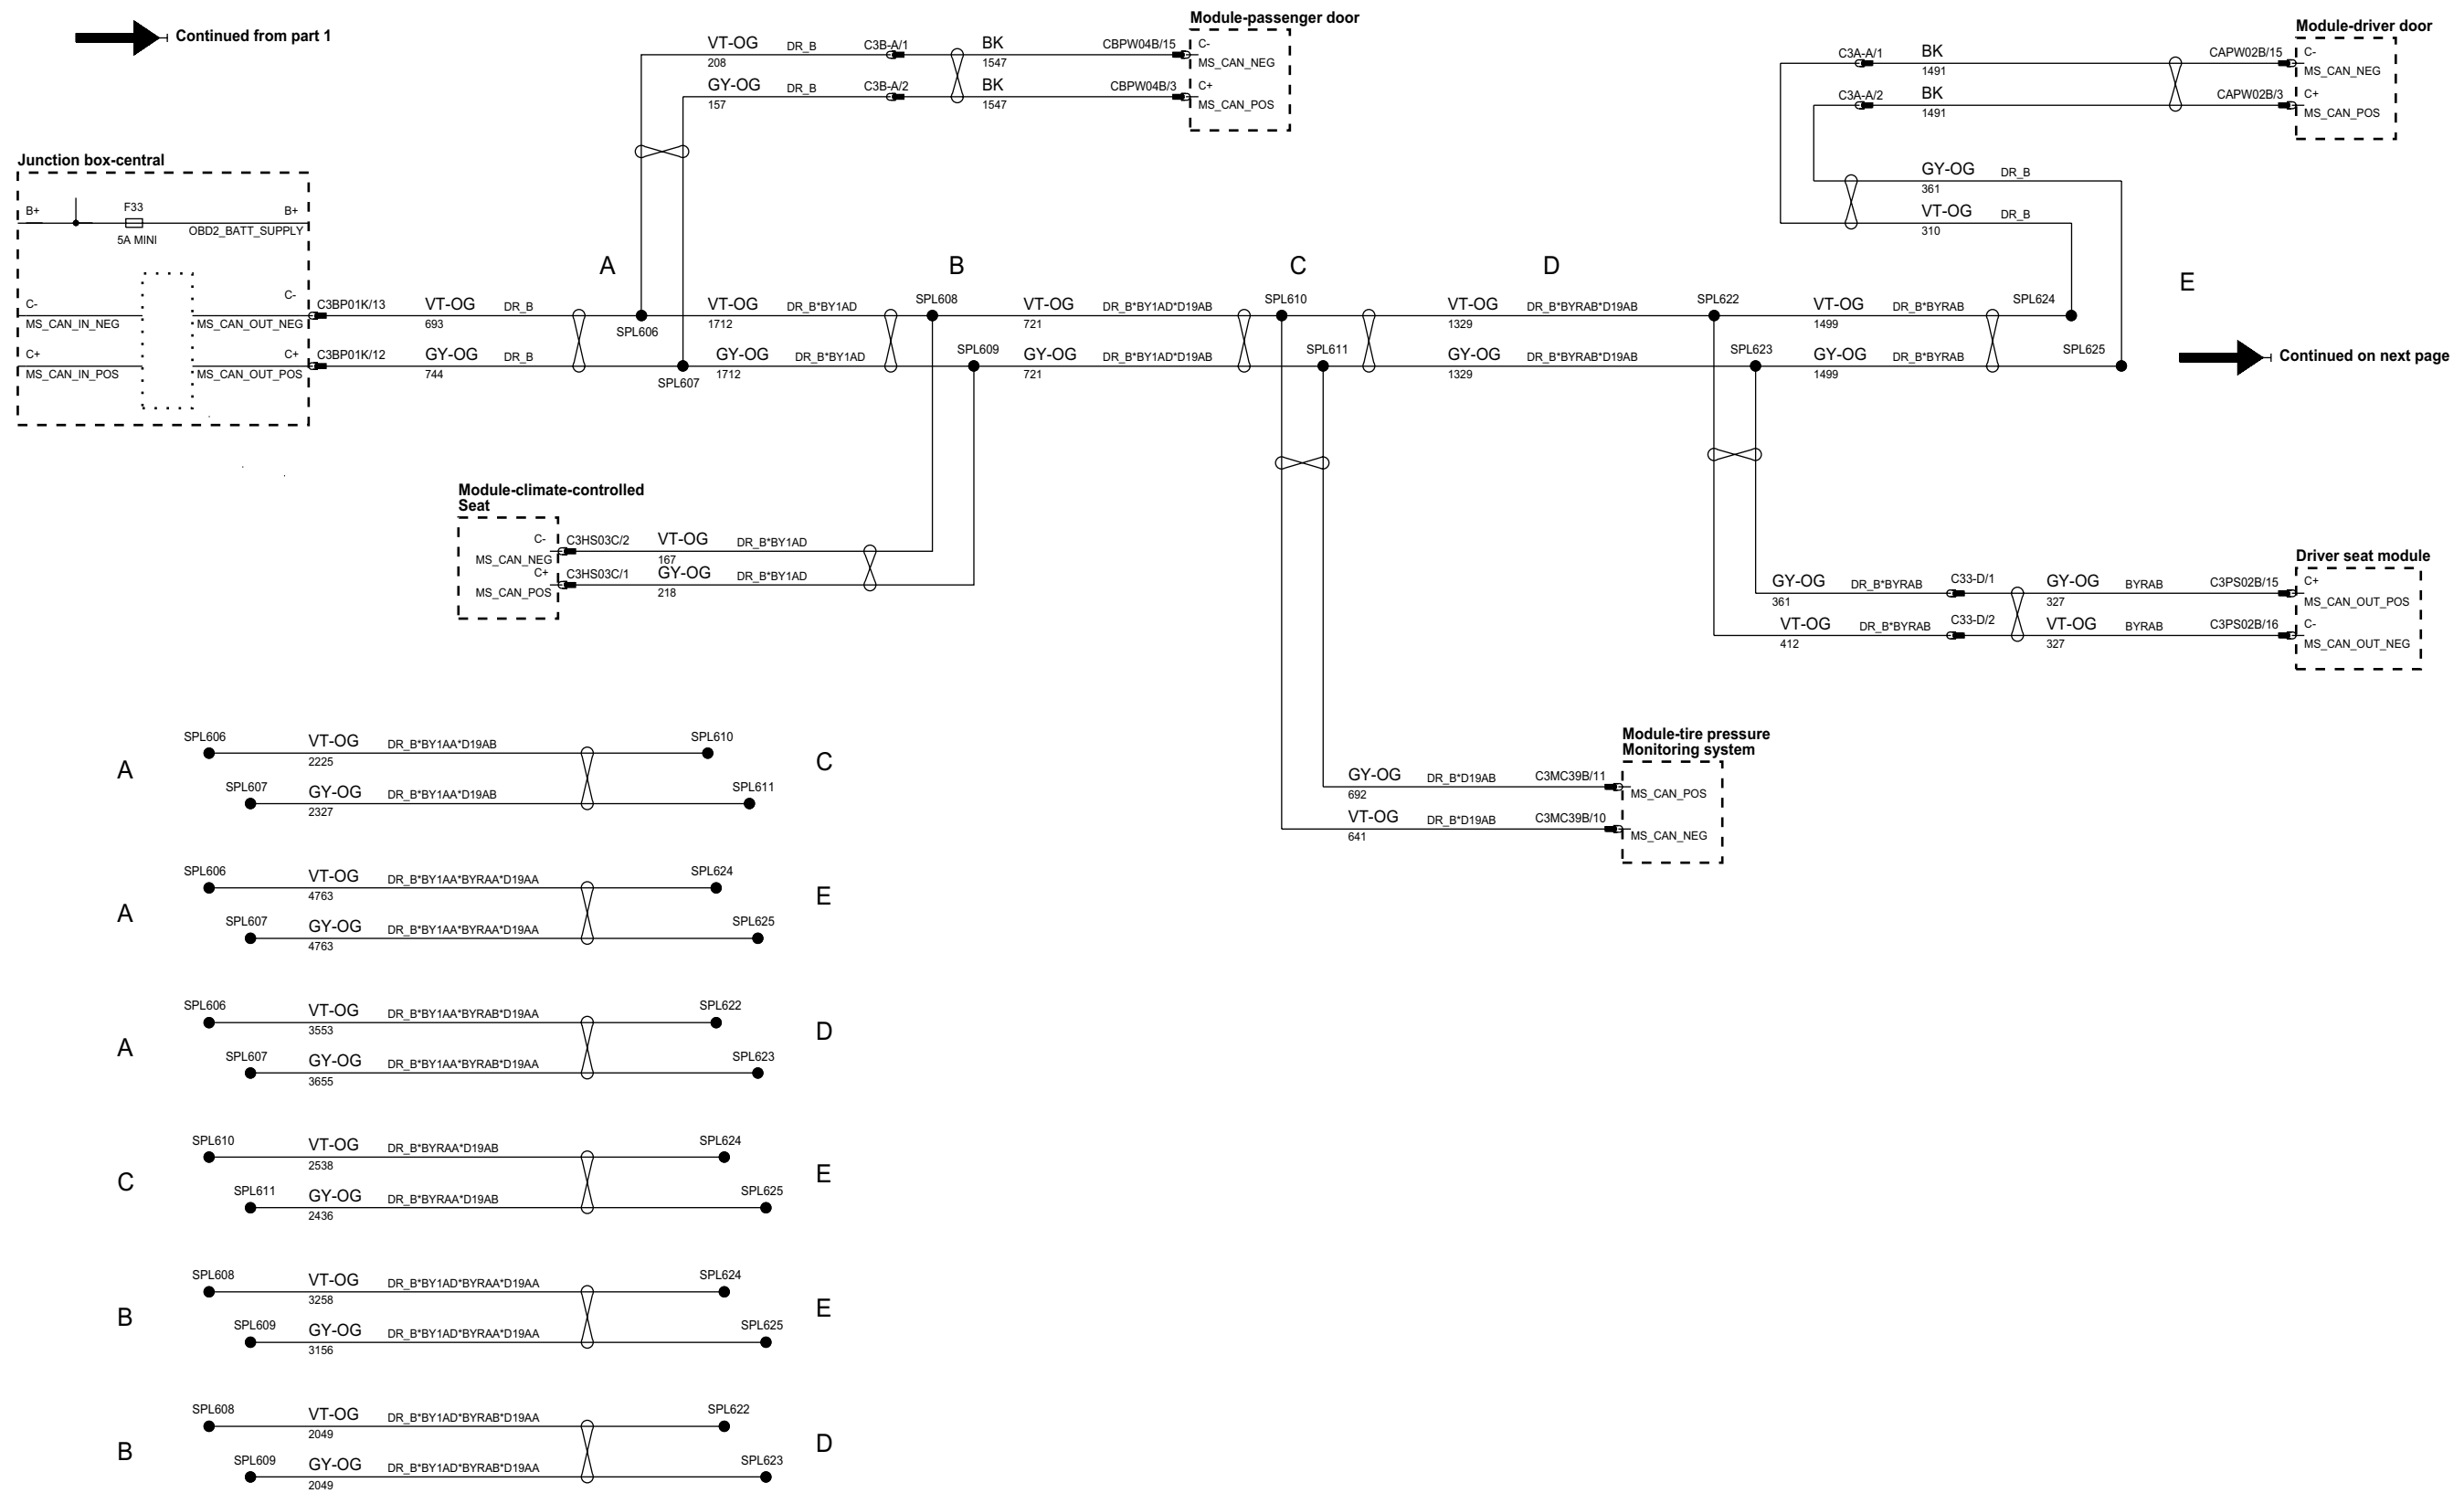 Continued from part 1
Module-passenger door
VT-OG DR_B C3B-A/1 BK CBPW04B/15 C-
208 1547 MS_CAN_NEG
GY-OG DR_B C3B-A/2 BK CBPW04B/3 C+
157 1547 MS_CAN_POS
Module-driver door
C3A-A/1 BK CAPW02B/15 C-
1491 MS_CAN_NEG
C3A-A/2 BK CAPW02B/3 C+
1491 MS_CAN_POS
GY-OG DR_B
361
VT-OG DR_B
310
Junction box-central
B+ F33 B+
5A MINI OBD2_BATT_SUPPLY
C- C-
MS_CAN_IN_NEG MS_CAN_OUT_NEG
C+ C+
MS_CAN_IN_POS MS_CAN_OUT_POS
A B C D E
C3BP01K/13 VT-OG DR_B SPL606 VT-OG DR_B*BY1AD SPL608 VT-OG DR_B*BY1AD*D19AB SPL610 VT-OG DR_B*BYRAB*D19AB SPL622 VT-OG DR_B*BYRAB SPL624
693 1712 721 1329 1499
C3BP01K/12 GY-OG DR_B SPL607 GY-OG DR_B*BY1AD SPL609 GY-OG DR_B*BY1AD*D19AB SPL611 GY-OG DR_B*BYRAB*D19AB SPL623 GY-OG DR_B*BYRAB SPL625
744 1712 721 1329 1499
Continued on next page
Module-climate-controlled
Seat
C- C3HS03C/2 VT-OG DR_B*BY1AD
MS_CAN_NEG 167
C+ C3HS03C/1 GY-OG DR_B*BY1AD
MS_CAN_POS 218
Driver seat module
GY-OG DR_B*BYRAB C33-D/1 GY-OG BYRAB C3PS02B/15 C+
361 327 MS_CAN_OUT_POS
VT-OG DR_B*BYRAB C33-D/2 VT-OG BYRAB C3PS02B/16 C-
412 327 MS_CAN_OUT_NEG
Module-tire pressure
Monitoring system
GY-OG DR_B*D19AB C3MC39B/11
692 MS_CAN_POS
VT-OG DR_B*D19AB C3MC39B/10
641 MS_CAN_NEG
SPL606 VT-OG DR_B*BY1AA*D19AB SPL610
2225
A C
SPL607 GY-OG DR_B*BY1AA*D19AB SPL611
2327
SPL606 VT-OG DR_B*BY1AA*BYRAA*D19AA SPL624
4763
A E
SPL607 GY-OG DR_B*BY1AA*BYRAA*D19AA SPL625
4763
SPL606 VT-OG DR_B*BY1AA*BYRAB*D19AA SPL622
3553
A D
SPL607 GY-OG DR_B*BY1AA*BYRAB*D19AA SPL623
3655
SPL610 VT-OG DR_B*BYRAA*D19AB SPL624
2538
C E
SPL611 GY-OG DR_B*BYRAA*D19AB SPL625
2436
SPL608 VT-OG DR_B*BY1AD*BYRAA*D19AA SPL624
3258
B E
SPL609 GY-OG DR_B*BY1AD*BYRAA*D19AA SPL625
3156
SPL608 VT-OG DR_B*BY1AD*BYRAB*D19AA SPL622
2049
B D
SPL609 GY-OG DR_B*BY1AD*BYRAB*D19AA SPL623
2049